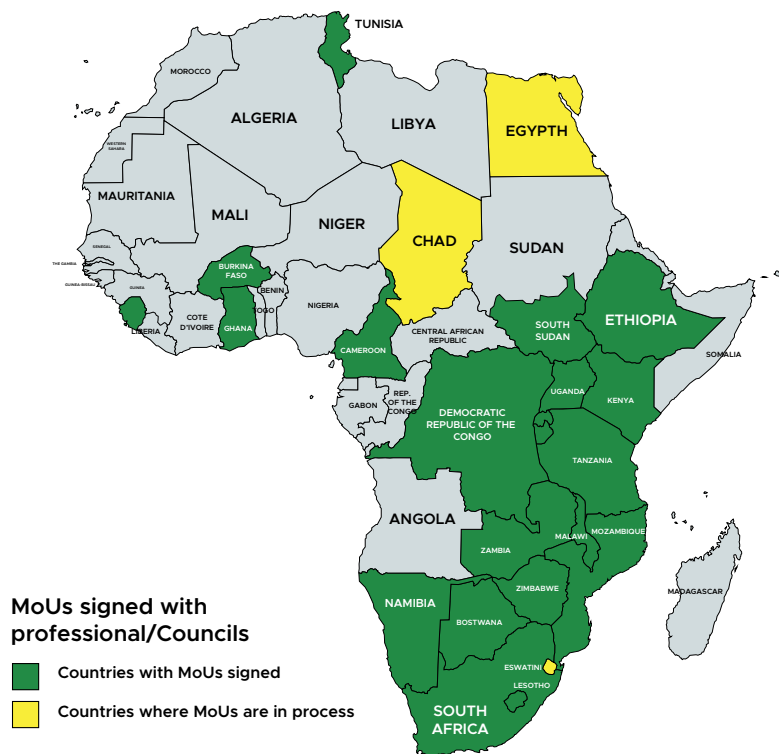 TUNISIA
MOROCCO
ALGERIA
LIBYA
EGYPTH
WESTERN
SAHARA
MAURITANIA
MALI
NIGER
CHAD
SUDAN
SENEGAL
THE GAMBIA
GUINEA-BISSAU
GUINEA
BURKINA
FASO
BENIN
TOGO
NIGERIA
COTE
D'IVOIRE
GHANA
LIBERIA
CENTRAL AFRICAN
REPUBLIC
CAMEROON
SOUTH
SUDAN
ETHIOPIA
SOMALIA
UGANDA
KENYA
GABON
REP.
OF THE
CONGO
DEMOCRATIC
REPUBLIC OF THE
CONGO
TANZANIA
ANGOLA
ZAMBIA
MALAWI
MOZAMBIQUE
ZIMBABWE
MADAGASCAR
NAMIBIA
BOSTWANA
ESWATINI
LESOTHO
SOUTH
AFRICA
MoUs signed with
professional/Councils
Countries with MoUs signed
Countries where MoUs are in process